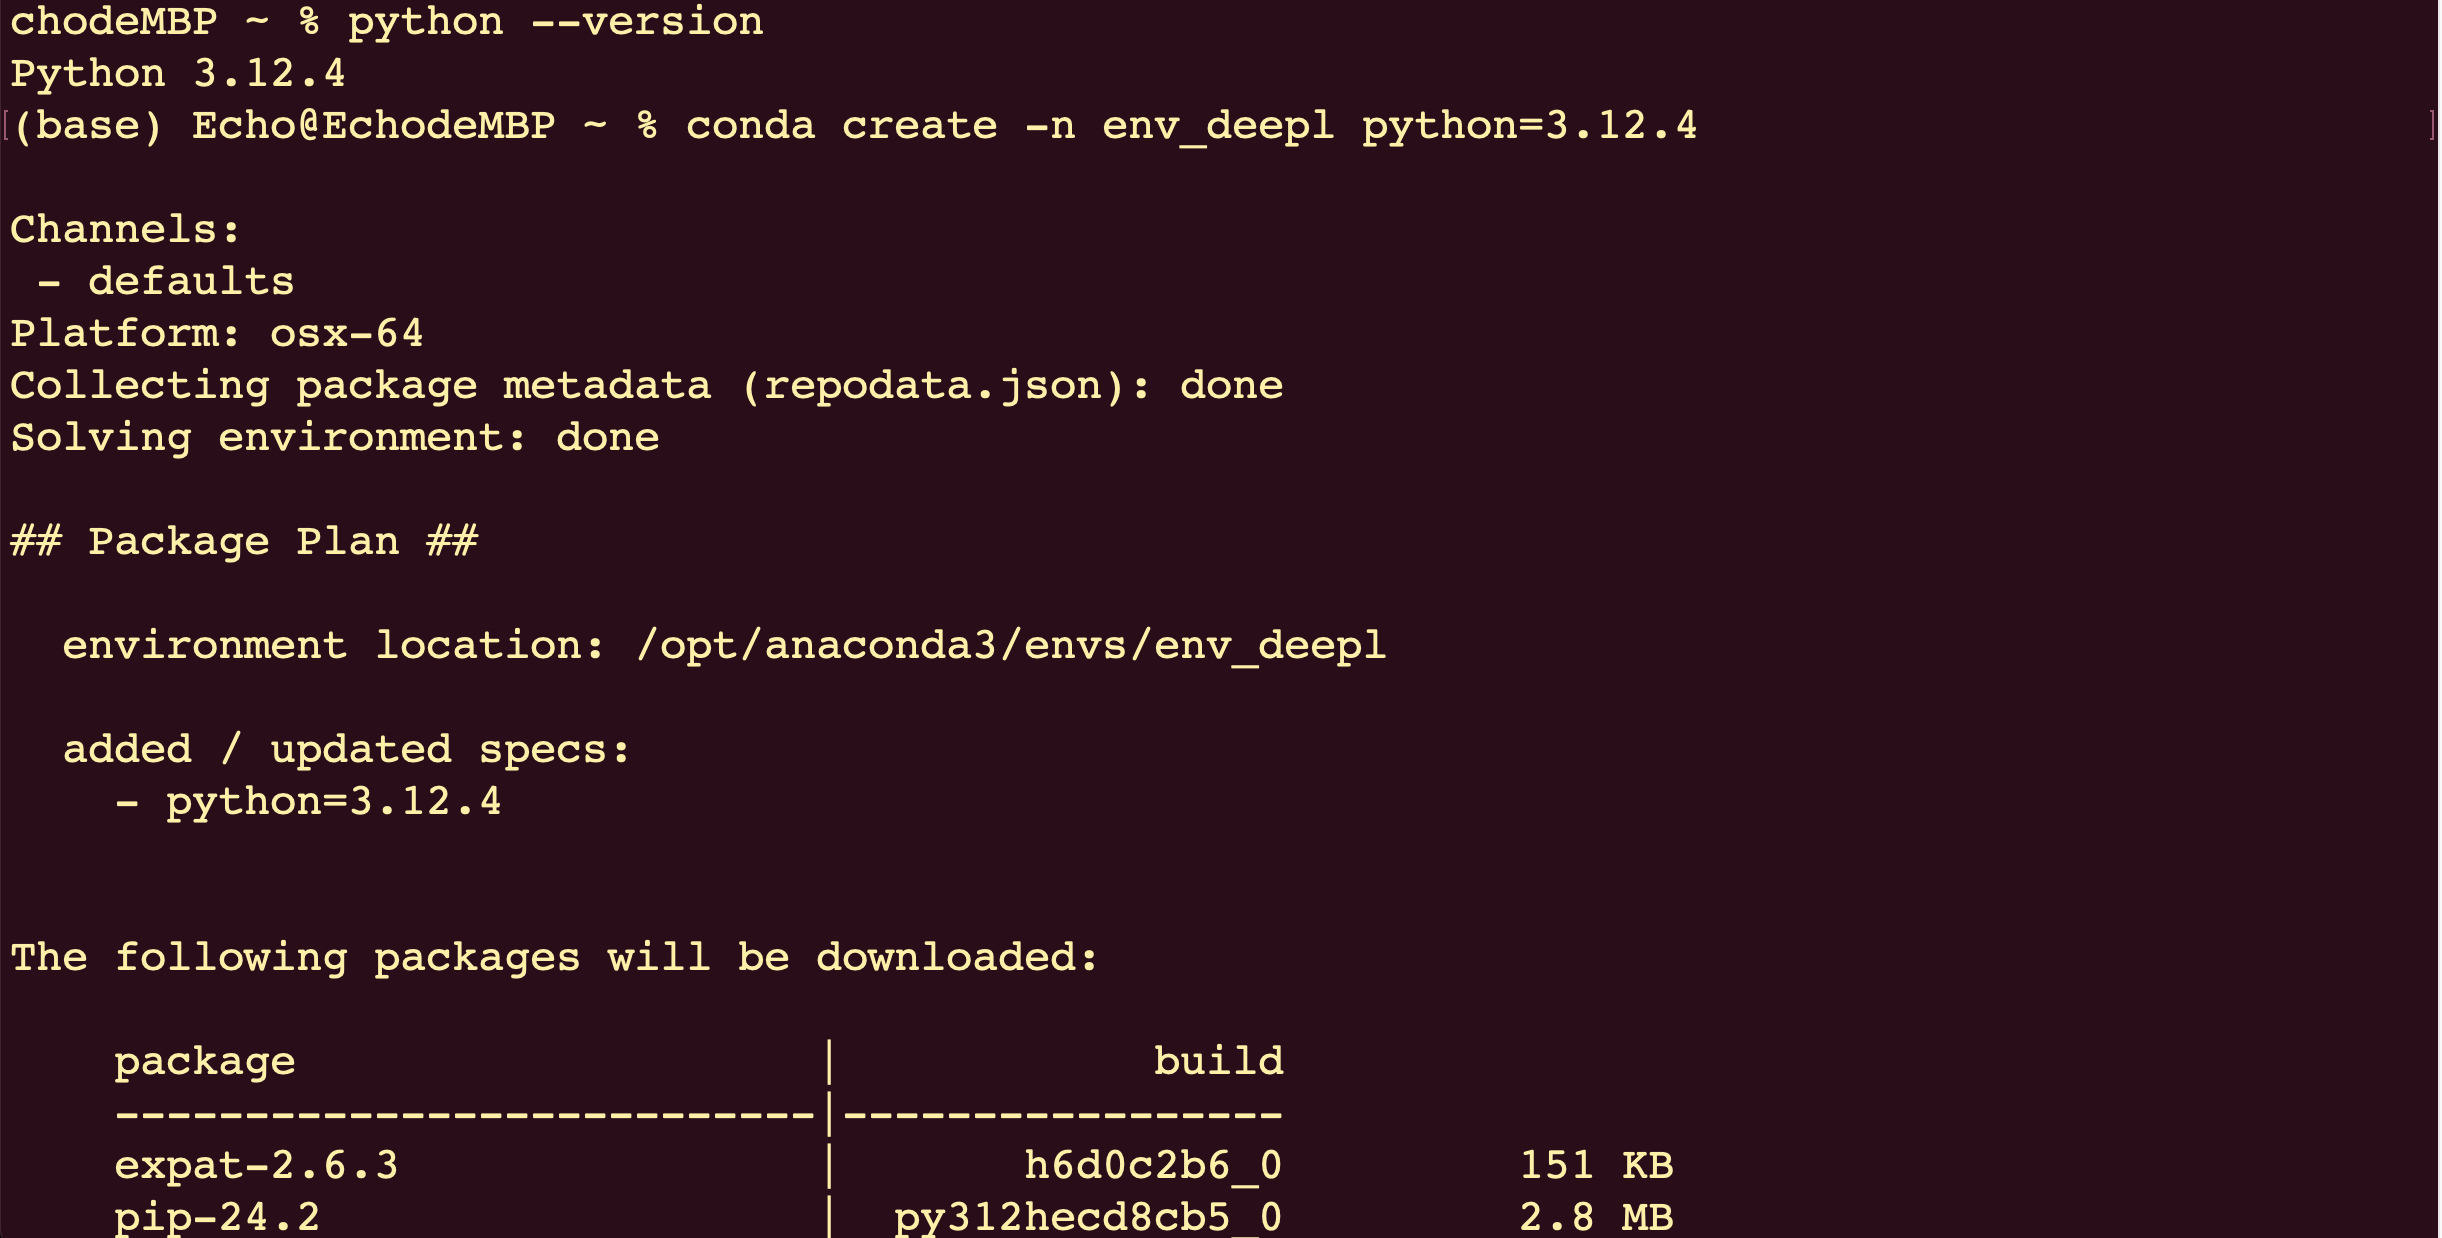 chodeMBP ~ % python --version
Python 3.12.4
[(base) Echo@EchodeMBP ~ % conda create -n env_deepl python=3.12.4 ]
Channels:
 - defaults
Platform: osx-64
Collecting package metadata (repodata.json): done
Solving environment: done
## Package Plan ##
  environment location: /opt/anaconda3/envs/env_deepl
  added / updated specs:
    - python=3.12.4
The following packages will be downloaded:
    package                    |            build
    ---------------------------|-----------------
    expat-2.6.3                |       h6d0c2b6_0         151 KB
    pip-24.2                   |  py312hecd8cb5_0         2.8 MB